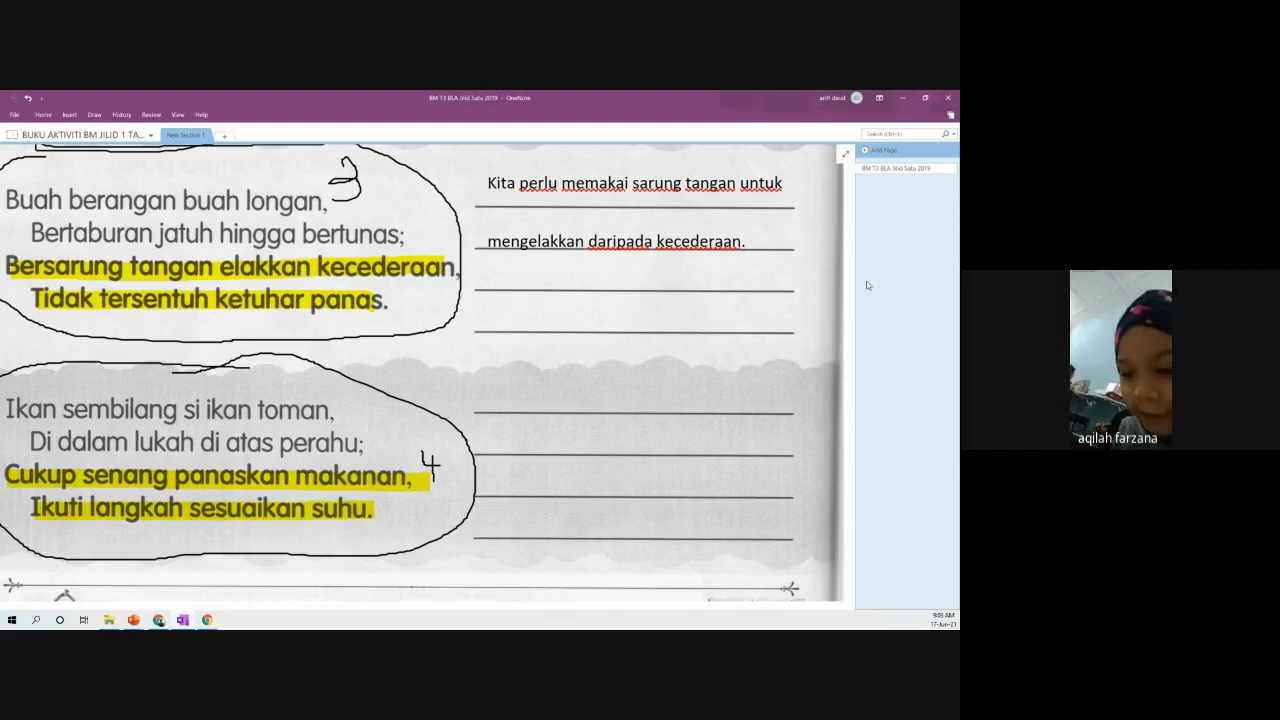 BM T3 BLA Jilid Satu 2019 - OneNote
ariff daud
File Home Insert Draw History Review View Help
BUKU AKTIVITI BM JILID 1 TA...
New Section 1
Search (Ctrl+E)
Add Page
BM T3 BLA Jilid Satu 2019
3
Buah berangan buah longan,
Bertaburan jatuh hingga bertunas;
Bersarung tangan elakkan kecederaan,
Tidak tersentuh ketuhar panas.
Kita perlu memakai sarung tangan untuk
mengelakkan daripada kecederaan.
Ikan sembilang si ikan toman,
Di dalam lukah di atas perahu;
Cukup senang panaskan makanan,
4
Ikuti langkah sesuaikan suhu.
aqilah farzana
9:03 AM
17-Jun-21